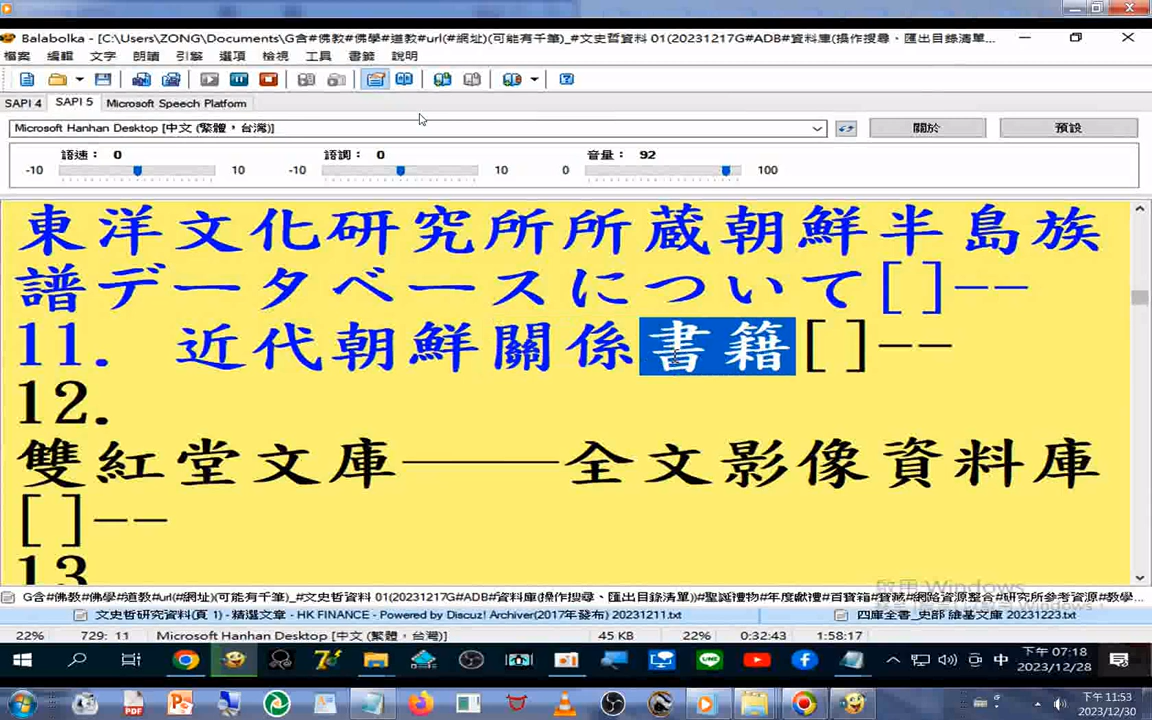 Balabolka - [C:\Users\ZONG\Documents\G含#佛教#佛學#道教#url(#網址)(可能有千筆)_#文史哲資料 01(20231217G#ADB#資料庫(操作搜尋、匯出目錄清單...
檔案 編輯 文字 朗讀 引擎 選項 檢視 工具 書籤 說明
SAPI 4 SAPI 5 Microsoft Speech Platform
Microsoft Hanhan Desktop [中文 (繁體，台灣)] 關於 預設
語速： 0 語調： 0 音量： 92
-10 10 -10 10 0 100
東洋文化研究所所蔵朝鮮半島族
譜データベースについて[ ]--
11. 近代朝鮮關係書籍[ ]--
12.
雙紅堂文庫——全文影像資料庫
[ ]--
13
啟用 Windows
G含#佛教#佛學#道教#url(#網址)(可能有千筆)_#文史哲資料 01(20231217G#ADB#資料庫(操作搜尋、匯出目錄清單))#聖誕禮物#年度獻禮#百寶箱#寶藏#網路資源整合#研究所參考資源#教學...
文史哲研究資料(頁 1) - 精選文章 - HK FINANCE - Powered by Discuz! Archiver(2017年發布) 20231211.txt 四庫全書_史部 維基文庫 20231223.txt
22% 729: 11 Microsoft Hanhan Desktop [中文 (繁體，台灣)] 45 KB 22% 0:32:43 1:58:17
中 下午 07:18
2023/12/28
PDF 下午 11:53
2023/12/30